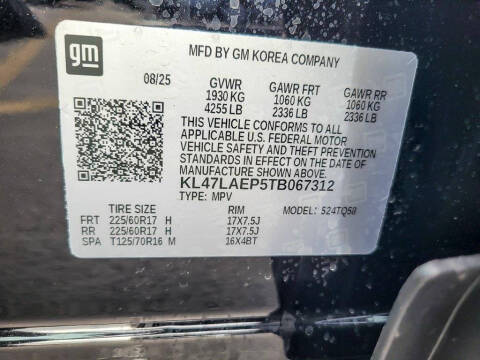 gm
MFD BY GM KOREA COMPANY
08/25 GVWR GAWR FRT GAWR RR
1930 KG 1060 KG 1060 KG
4255 LB 2336 LB 2336 LB
THIS VEHICLE CONFORMS TO ALL APPLICABLE
U.S. FEDERAL MOTOR
VEHICLE SAFETY AND THEFT PREVENTION
STANDARDS IN EFFECT ON THE DATE OF
MANUFACTURE SHOWN ABOVE.
KL47LAEP5TB067312
TYPE: MPV
TIRE SIZE RIM MODEL: 524TQ58
FRT 225/60R17 H 17X7.5J
RR 225/60R17 H 17X7.5J
SPA T125/70R16 M 16X4BT